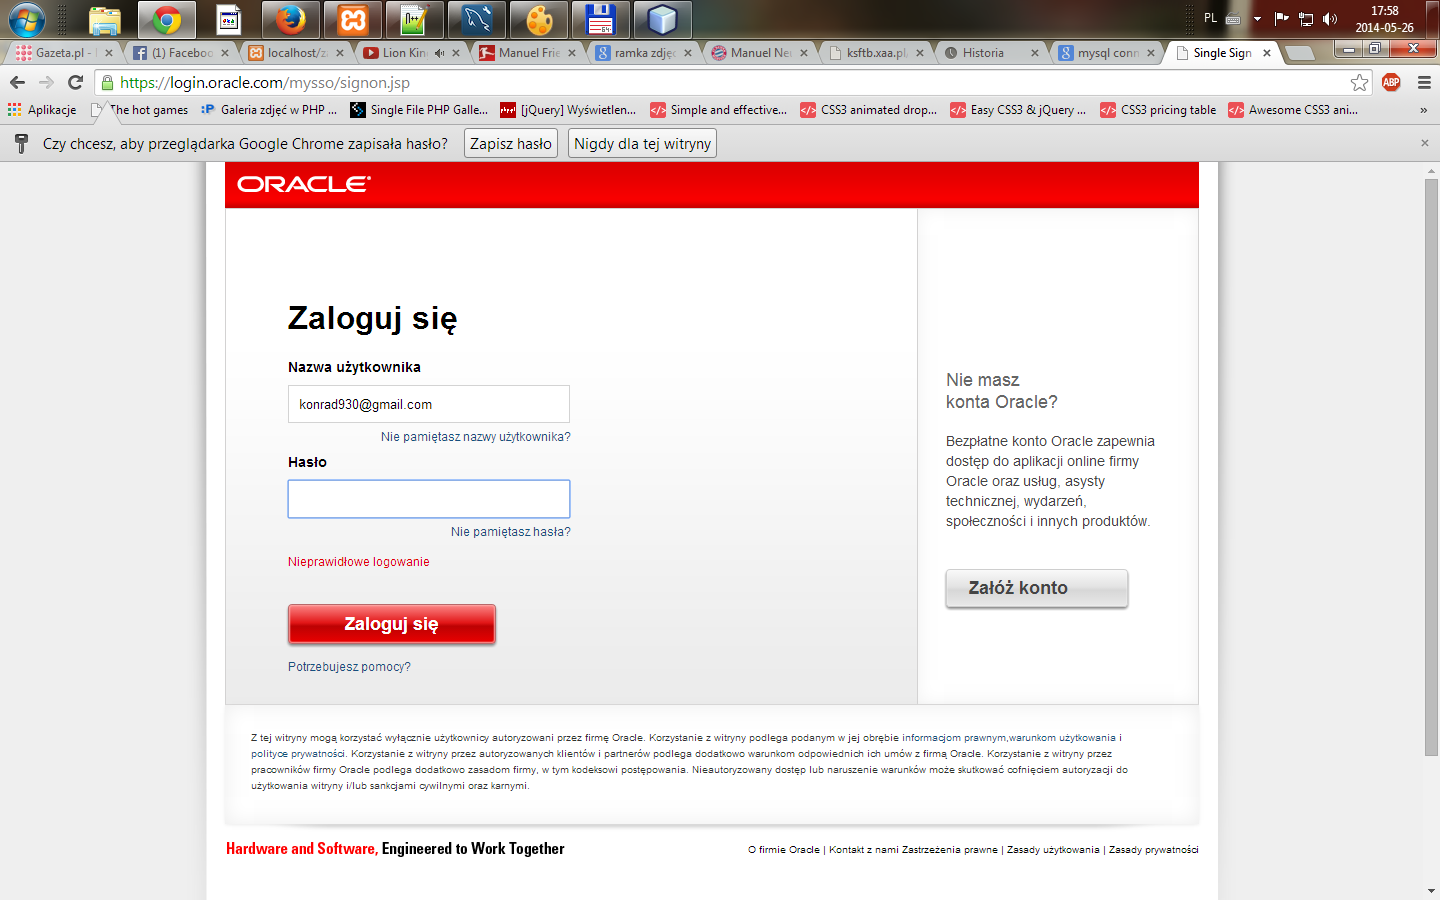 PL
17:58
2014-05-26
Gazeta.pl -
(1) Faceboo
localhost/z
Lion King
Manuel Frie
ramka zdjęc
Manuel Neu
ksftb.xaa.pl
Historia
mysql conn
Single Sign
https://login.oracle.com/mysso/signon.jsp
ABP
Aplikacje
The hot games
Galeria zdjęć w PHP ...
Single File PHP Galle...
[jQuery] Wyświetlen...
Simple and effective...
CSS3 animated drop...
Easy CSS3 & jQuery ...
CSS3 pricing table
Awesome CSS3 ani...
»
Czy chcesz, aby przeglądarka Google Chrome zapisała hasło?
Zapisz hasło
Nigdy dla tej witryny
ORACLE®
Zaloguj się
Nazwa użytkownika
konrad930@gmail.com
Nie pamiętasz nazwy użytkownika?
Hasło
Nie pamiętasz hasła?
Nieprawidłowe logowanie
Zaloguj się
Potrzebujesz pomocy?
Nie masz
konta Oracle?
Bezpłatne konto Oracle zapewnia
dostęp do aplikacji online firmy
Oracle oraz usług, asysty
technicznej, wydarzeń,
społeczności i innych produktów.
Załóż konto
Z tej witryny mogą korzystać wyłącznie użytkownicy autoryzowani przez firmę Oracle. Korzystanie z witryny podlega podanym w jej obrębie informacjom prawnym,warunkom użytkowania i
polityce prywatności. Korzystanie z witryny przez autoryzowanych klientów i partnerów podlega dodatkowo warunkom odpowiednich ich umów z firmą Oracle. Korzystanie z witryny przez
pracowników firmy Oracle podlega dodatkowo zasadom firmy, w tym kodeksowi postępowania. Nieautoryzowany dostęp lub naruszenie warunków może skutkować cofnięciem autoryzacji do
użytkowania witryny i/lub sankcjami cywilnymi oraz karnymi.
Hardware and Software, Engineered to Work Together
O firmie Oracle | Kontakt z nami Zastrzeżenia prawne | Zasady użytkowania | Zasady prywatności